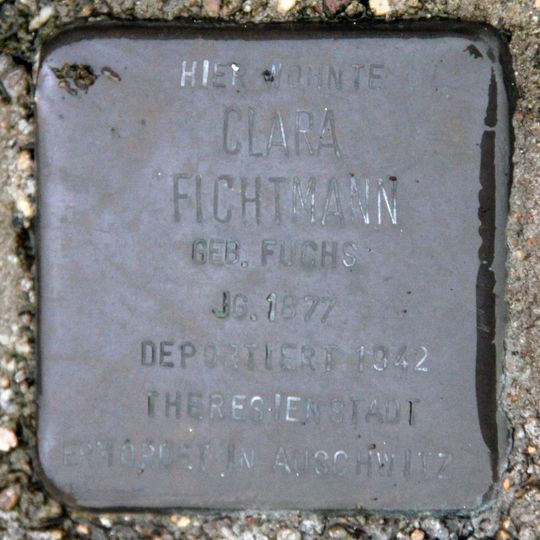 HIER WOHNTE
CLARA
FICHTMANN
GEB. FUCHS
JG. 1877
DEPORTIERT 1942
THERESIENSTADT
ERMORDET IN AUSCHWITZ